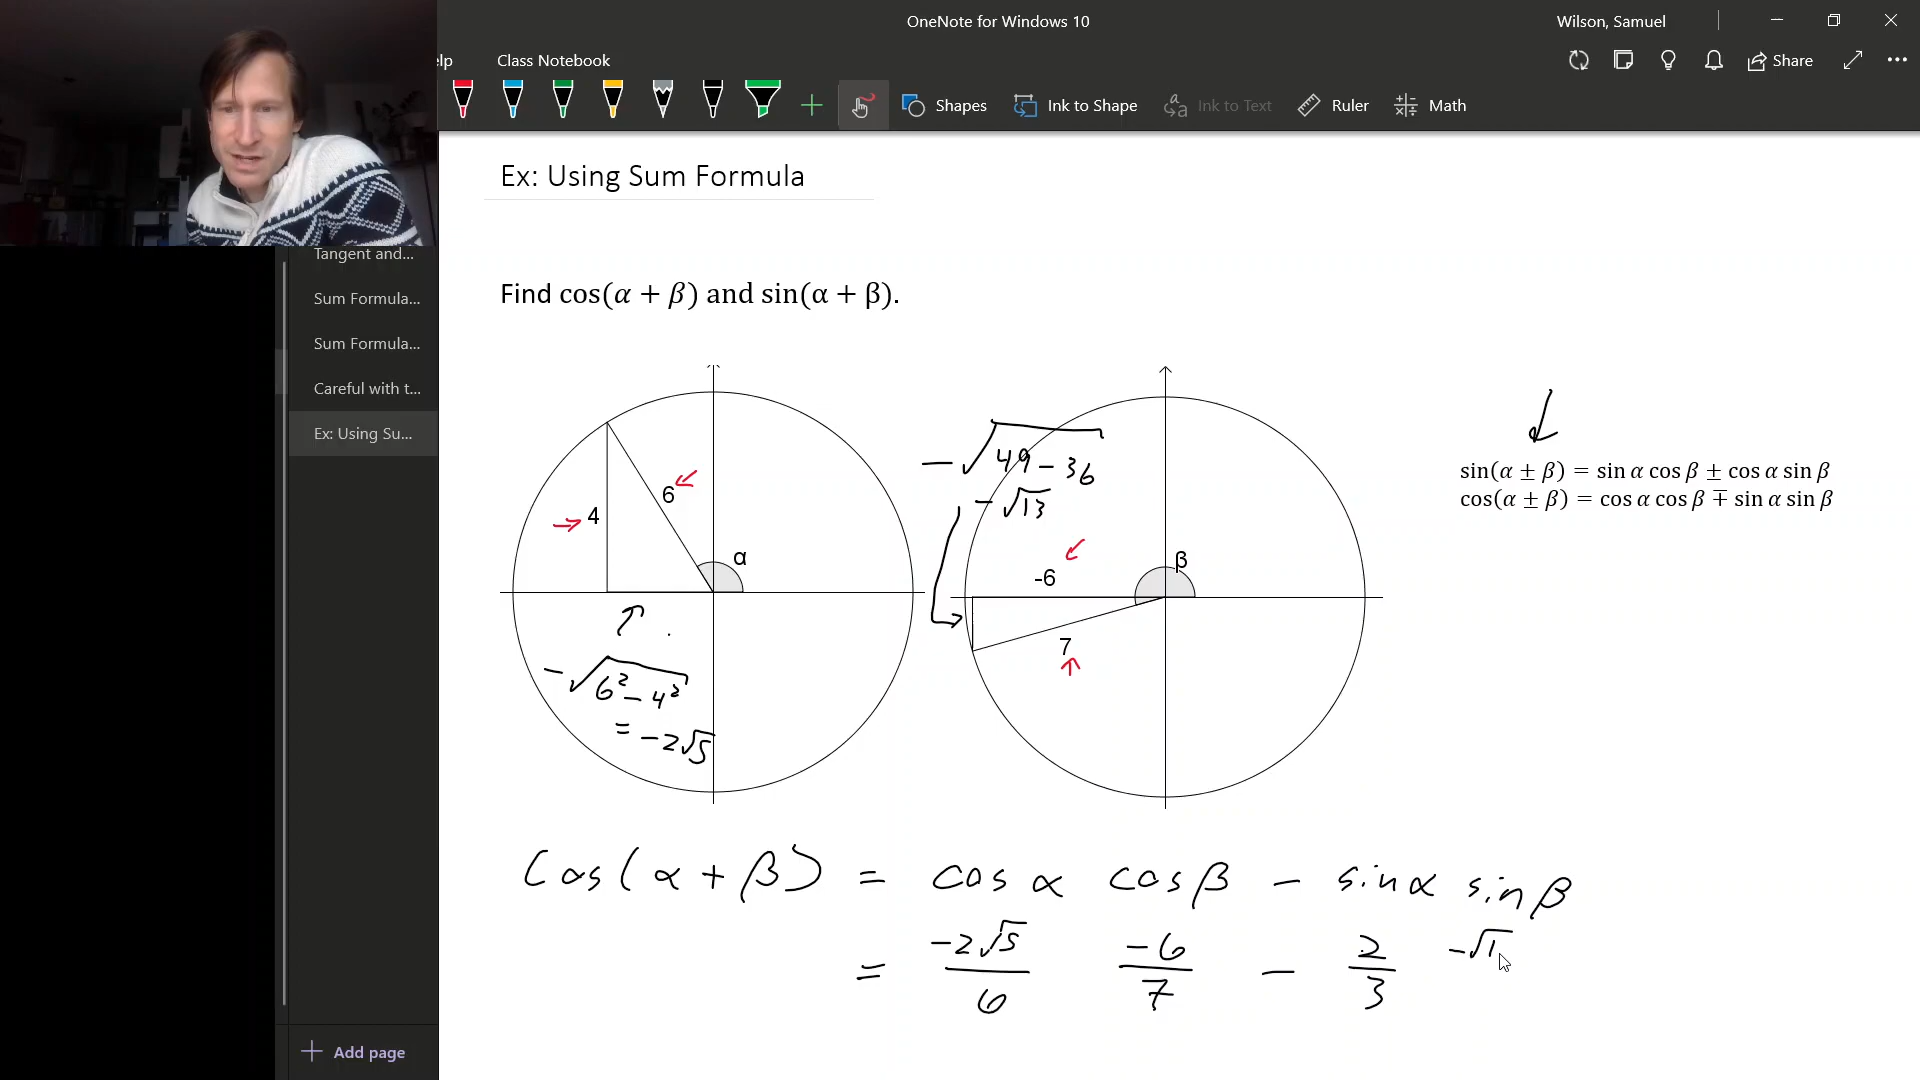 OneNote for Windows 10
Wilson, Samuel
elp
Class Notebook
Share
Shapes
Ink to Shape
Ink to Text
Ruler
Math
Tangent and...
Sum Formula...
Sum Formula...
Careful with t...
Ex: Using Su...
Add page
Ex: Using Sum Formula
Find cos(α + β) and sin(α + β).
4
6
α
-√(6² - 4²)
= -2√5
-√(49 - 36)
-√13
-6
β
7
sin(α ± β) = sin α cos β ± cos α sin β
cos(α ± β) = cos α cos β ∓ sin α sin β
cos(α + β) = cos α cos β - sin α sin β
= -2√5/6 -6/7 - 2/3 -√1